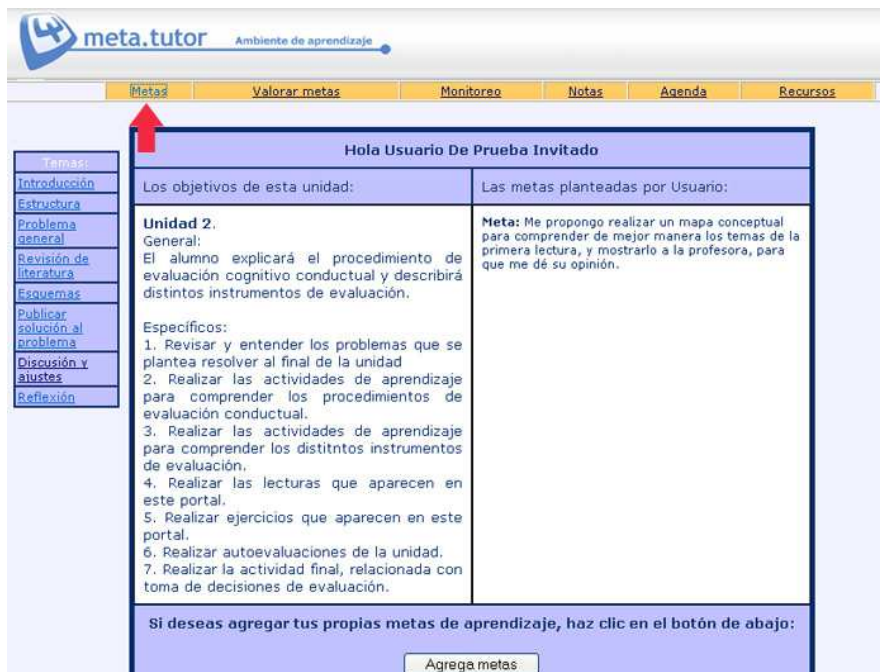 meta.tutor Ambiente de aprendizaje
Metas Valorar metas Monitoreo Notas Agenda Recursos
Temas:
Introducción
Estructura
Problema
general
Revisión de
literatura
Esquemas
Publicar
solución al
problema
Discusión y
ajustes
Reflexión
Hola Usuario De Prueba Invitado
Los objetivos de esta unidad:
Unidad 2.
General:
El alumno explicará el procedimiento de
evaluación cognitivo conductual y describirá
distintos instrumentos de evaluación.
Específicos:
1. Revisar y entender los problemas que se
plantea resolver al final de la unidad
2. Realizar las actividades de aprendizaje
para comprender los procedimientos de
evaluación conductual.
3. Realizar las actividades de aprendizaje
para comprender los distitntos instrumentos
de evaluación.
4. Realizar las lecturas que aparecen en
este portal.
5. Realizar ejercicios que aparecen en este
portal.
6. Realizar autoevaluaciones de la unidad.
7. Realizar la actividad final, relacionada con
toma de decisiones de evaluación.
Las metas planteadas por Usuario:
Meta: Me propongo realizar un mapa conceptual
para comprender de mejor manera los temas de la
primera lectura, y mostrarlo a la profesora, para
que me dé su opinión.
Si deseas agregar tus propias metas de aprendizaje, haz clic en el botón de abajo:
Agrega metas